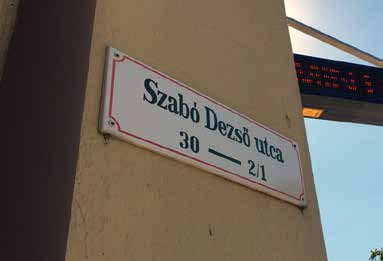 Szabó Dezső utca
30 — 2/1